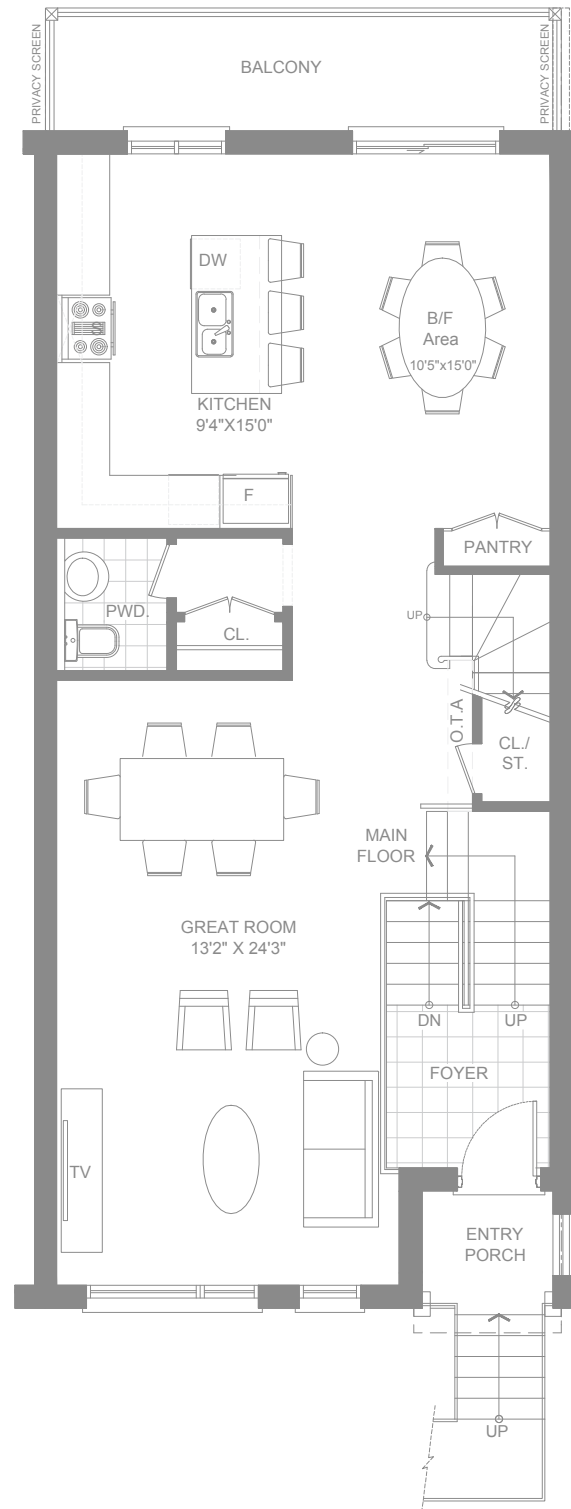 PRIVACY SCREEN
BALCONY
PRIVACY SCREEN
DW
S
B/F
Area
10'5"x15'0"
KITCHEN
9'4"X15'0"
F
PANTRY
PWD.
CL.
UP
O.T.A
CL./
ST.
MAIN
FLOOR
GREAT ROOM
13'2" X 24'3"
DN
UP
FOYER
TV
ENTRY
PORCH
UP